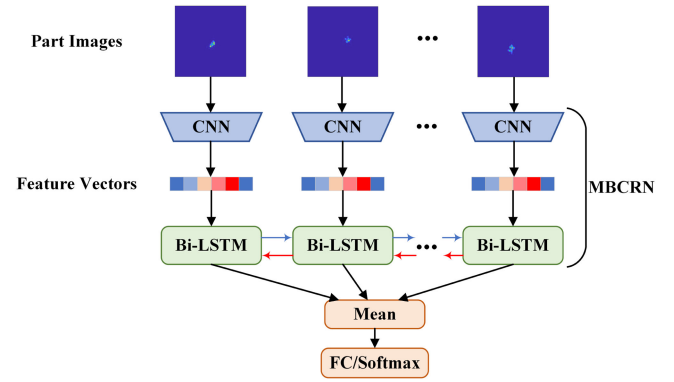 Part Images
...
CNN
CNN
...
CNN
Feature Vectors
MBCRN
Bi-LSTM
Bi-LSTM
...
Bi-LSTM
Mean
FC/Softmax